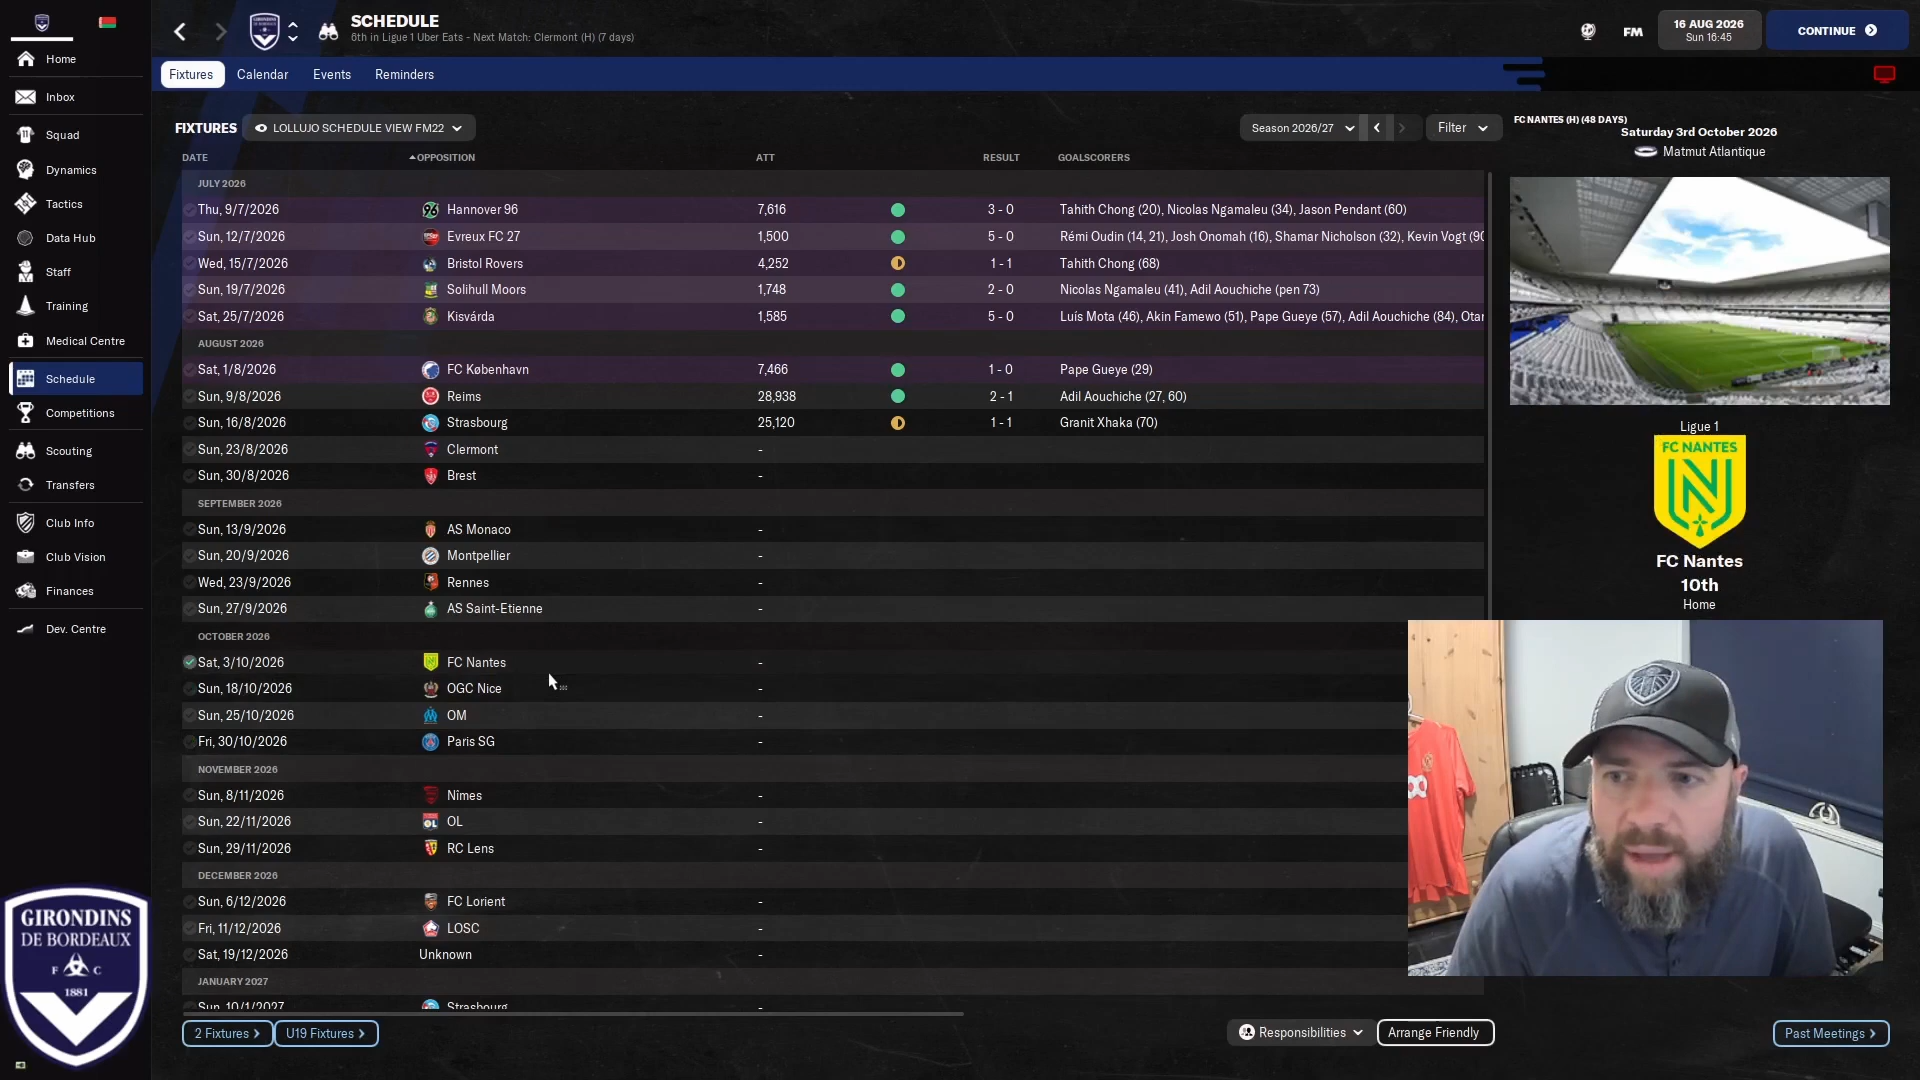 SCHEDULE
6th in Ligue 1 Uber Eats - Next Match: Clermont (H) (7 days)
FM
16 AUG 2026
Sun 16:45
CONTINUE
Home
Inbox
Squad
Dynamics
Tactics
Data Hub
Staff
Training
Medical Centre
Schedule
Competitions
Scouting
Transfers
Club Info
Club Vision
Finances
Dev. Centre
GIRONDINS
DE BORDEAUX
F C
1881
Fixtures Calendar Events Reminders
FIXTURES LOLLUJO SCHEDULE VIEW FM22 Season 2026/27 Filter
DATE OPPOSITION ATT RESULT GOALSCORERS
JULY 2026
Thu, 9/7/2026 Hannover 96 7,616 3 - 0 Tahith Chong (20), Nicolas Ngamaleu (34), Jason Pendant (60)
Sun, 12/7/2026 Evreux FC 27 1,500 5 - 0 Rémi Oudin (14, 21), Josh Onomah (16), Shamar Nicholson (32), Kevin Vogt (90
Wed, 15/7/2026 Bristol Rovers 4,252 1 - 1 Tahith Chong (68)
Sun, 19/7/2026 Solihull Moors 1,748 2 - 0 Nicolas Ngamaleu (41), Adil Aouchiche (pen 73)
Sat, 25/7/2026 Kisvárda 1,585 5 - 0 Luís Mota (46), Akin Famewo (51), Pape Gueye (57), Adil Aouchiche (84), Otar
AUGUST 2026
Sat, 1/8/2026 FC København 7,466 1 - 0 Pape Gueye (29)
Sun, 9/8/2026 Reims 28,938 2 - 1 Adil Aouchiche (27, 60)
Sun, 16/8/2026 Strasbourg 25,120 1 - 1 Granit Xhaka (70)
Sun, 23/8/2026 Clermont -
Sun, 30/8/2026 Brest -
SEPTEMBER 2026
Sun, 13/9/2026 AS Monaco -
Sun, 20/9/2026 Montpellier -
Wed, 23/9/2026 Rennes -
Sun, 27/9/2026 AS Saint-Etienne -
OCTOBER 2026
Sat, 3/10/2026 FC Nantes -
Sun, 18/10/2026 OGC Nice -
Sun, 25/10/2026 OM -
Fri, 30/10/2026 Paris SG -
NOVEMBER 2026
Sun, 8/11/2026 Nîmes -
Sun, 22/11/2026 OL -
Sun, 29/11/2026 RC Lens -
DECEMBER 2026
Sun, 6/12/2026 FC Lorient -
Fri, 11/12/2026 LOSC -
Sat, 19/12/2026 Unknown -
JANUARY 2027
Sun, 10/1/2027 Strasbourg -
2 Fixtures U19 Fixtures Responsibilities Arrange Friendly Past Meetings
FC NANTES (H) (48 DAYS)
Saturday 3rd October 2026
Matmut Atlantique
Ligue 1
FC NANTES
N
FC Nantes
10th
Home